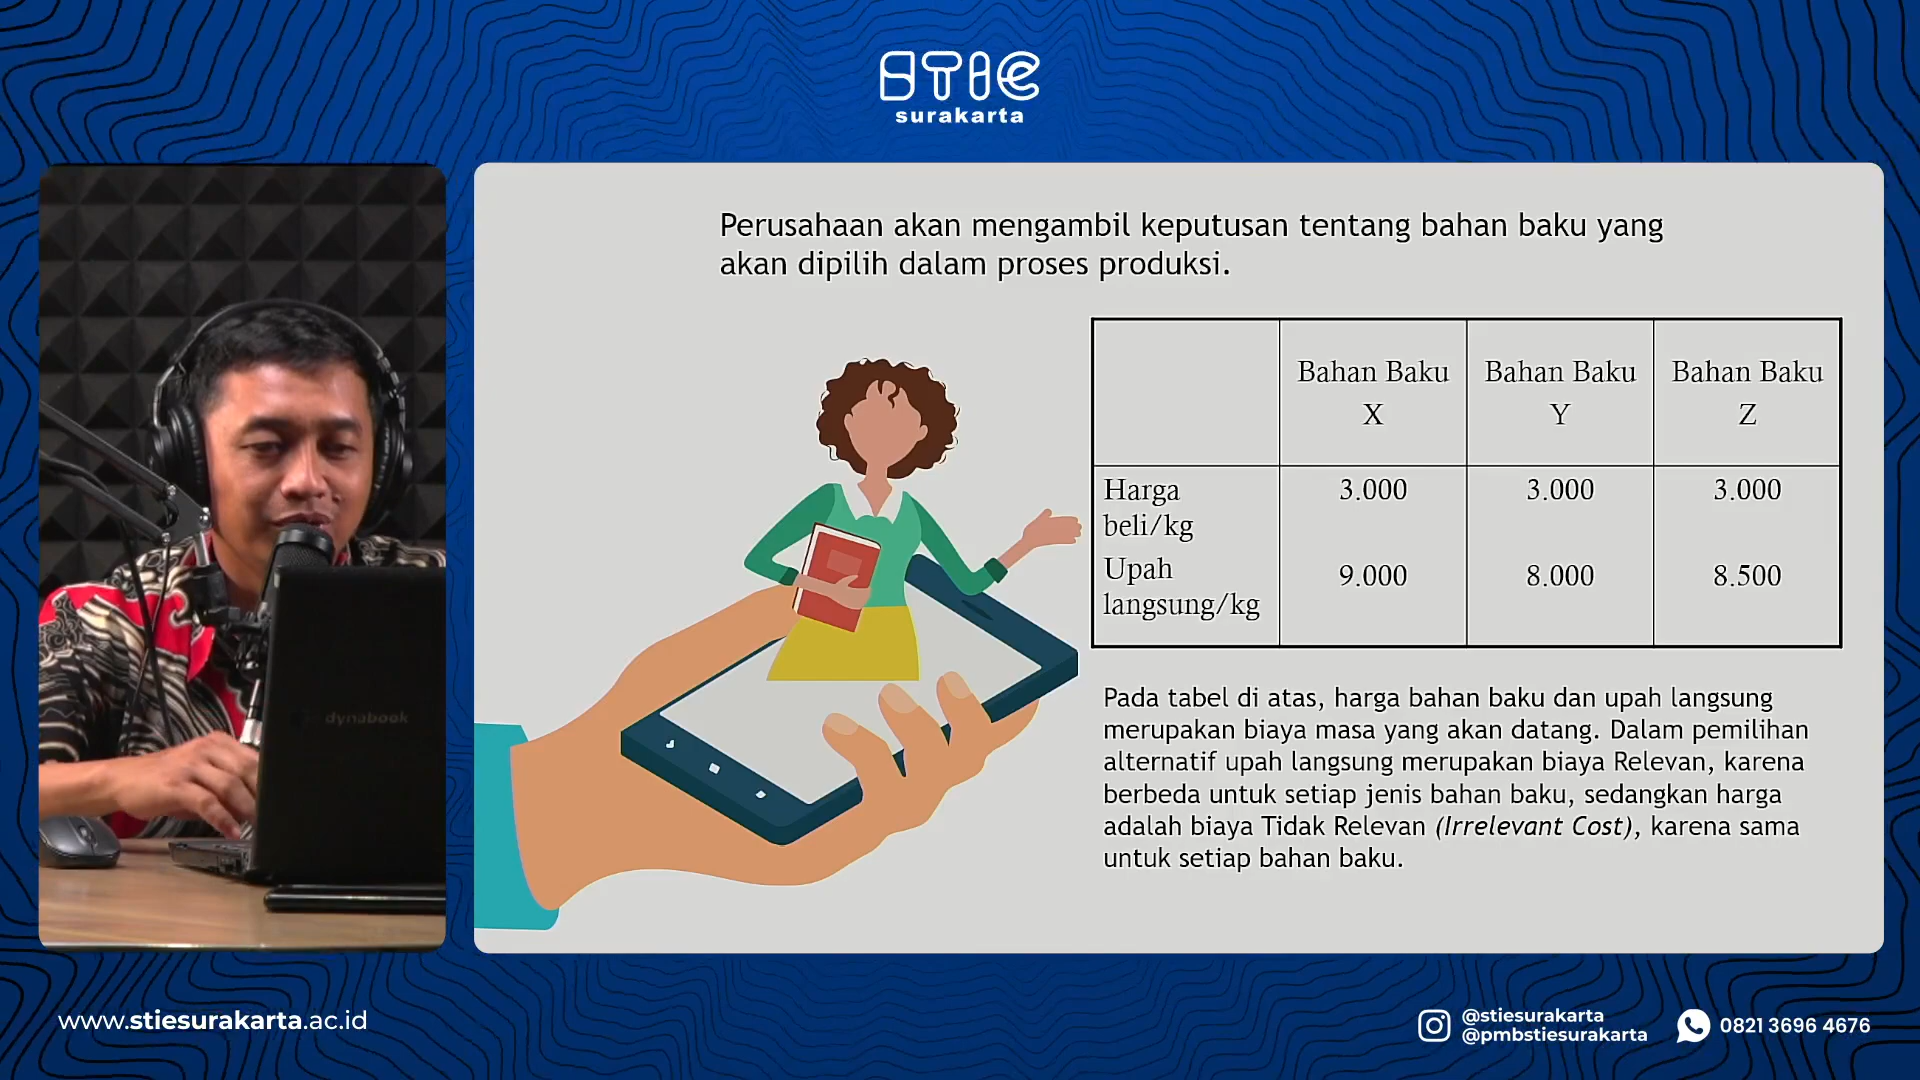 STIE
surakarta
Perusahaan akan mengambil keputusan tentang bahan baku yang
akan dipilih dalam proses produksi.
Bahan Baku X
Bahan Baku Y
Bahan Baku Z
Harga beli/kg
3.000
3.000
3.000
Upah langsung/kg
9.000
8.000
8.500
Pada tabel di atas, harga bahan baku dan upah langsung
merupakan biaya masa yang akan datang. Dalam pemilihan
alternatif upah langsung merupakan biaya Relevan, karena
berbeda untuk setiap jenis bahan baku, sedangkan harga
adalah biaya Tidak Relevan (Irrelevant Cost), karena sama
untuk setiap bahan baku.
dynabook
www.stiesurakarta.ac.id
@stiesurakarta
@pmbstiesurakarta
0821 3696 4676